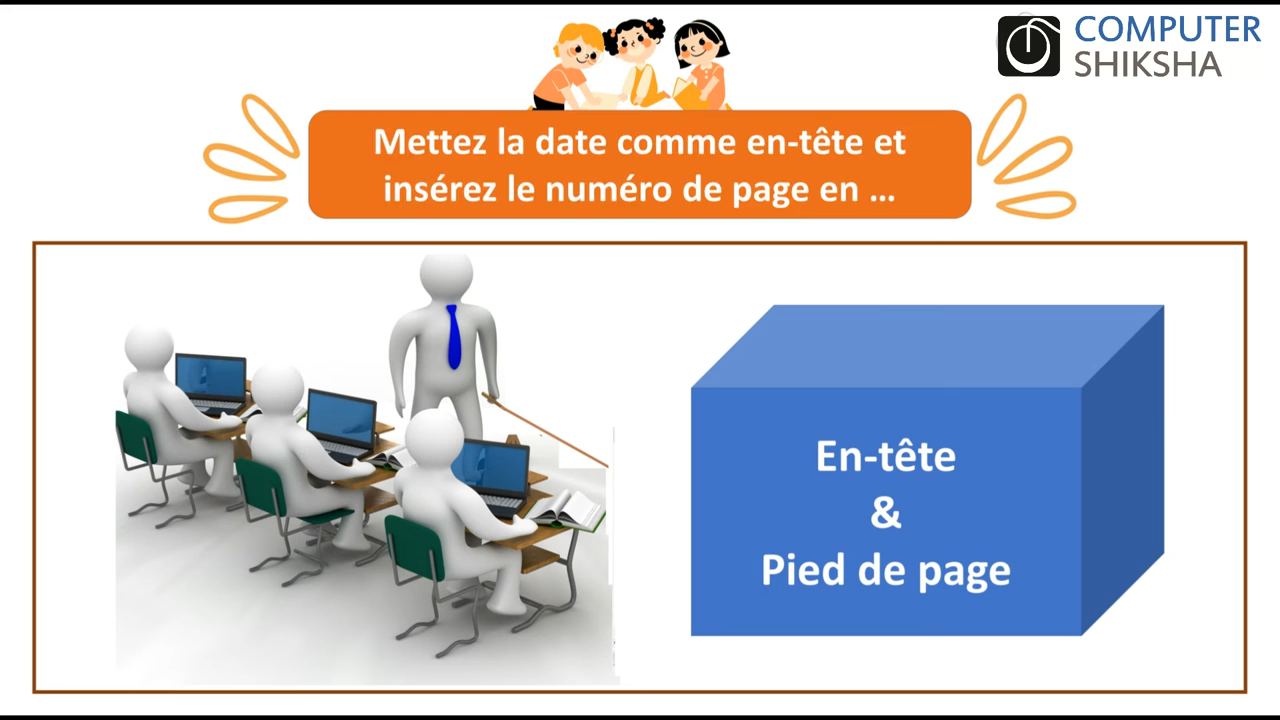 COMPUTER
SHIKSHA
Mettez la date comme en-tête et
insérez le numéro de page en ...
En-tête
&
Pied de page